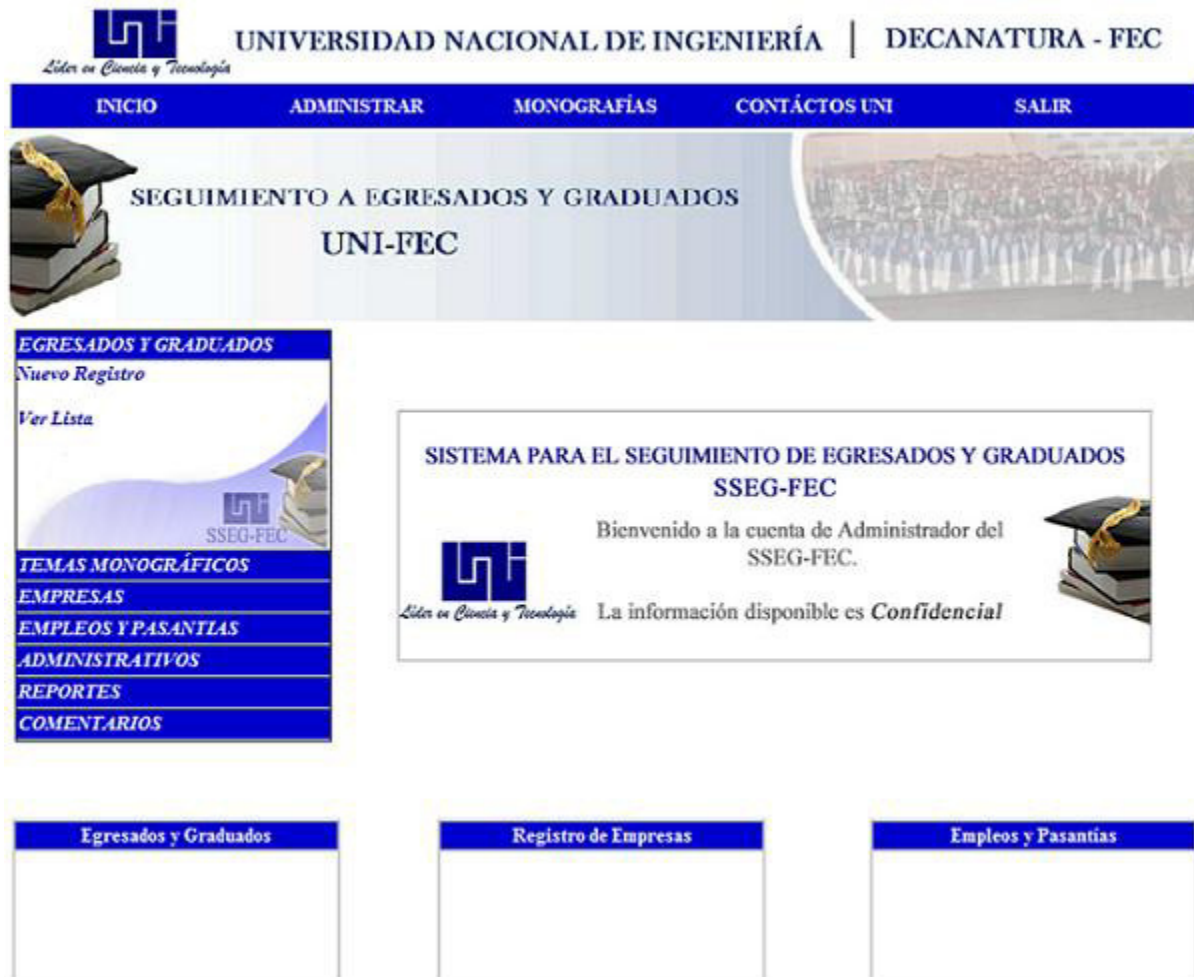 uni
Líder en Ciencia y Tecnología
UNIVERSIDAD NACIONAL DE INGENIERÍA | DECANATURA - FEC
INICIO ADMINISTRAR MONOGRAFÍAS CONTÁCTOS UNI SALIR
SEGUIMIENTO A EGRESADOS Y GRADUADOS
UNI-FEC
EGRESADOS Y GRADUADOS
Nuevo Registro
Ver Lista
uni
SSEG-FEC
TEMAS MONOGRÁFICOS
EMPRESAS
EMPLEOS Y PASANTIAS
ADMINISTRATIVOS
REPORTES
COMENTARIOS
SISTEMA PARA EL SEGUIMIENTO DE EGRESADOS Y GRADUADOS
SSEG-FEC
Bienvenido a la cuenta de Administrador del
SSEG-FEC.
uni
Líder en Ciencia y Tecnología
La información disponible es Confidencial
Egresados y Graduados
Registro de Empresas
Empleos y Pasantías